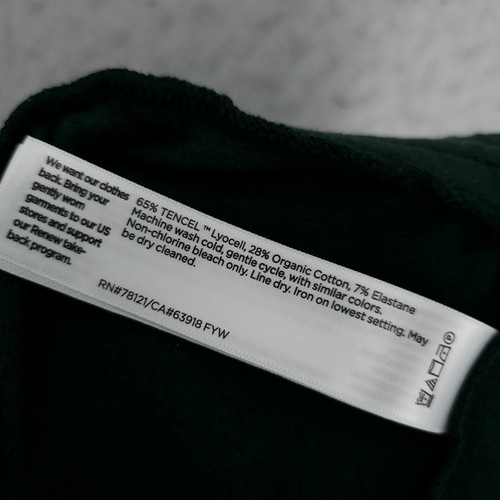 We want our clothes
back. Bring your
gently worn
garments to our US
stores and support
our Renew take-
back program.
65% TENCEL ™ Lyocell, 28% Organic Cotton, 7% Elastane
Machine wash cold, gentle cycle, with similar colors.
Non-chlorine bleach only. Line dry. Iron on lowest setting. May
be dry cleaned.
RN#78121/CA#63918 FYW